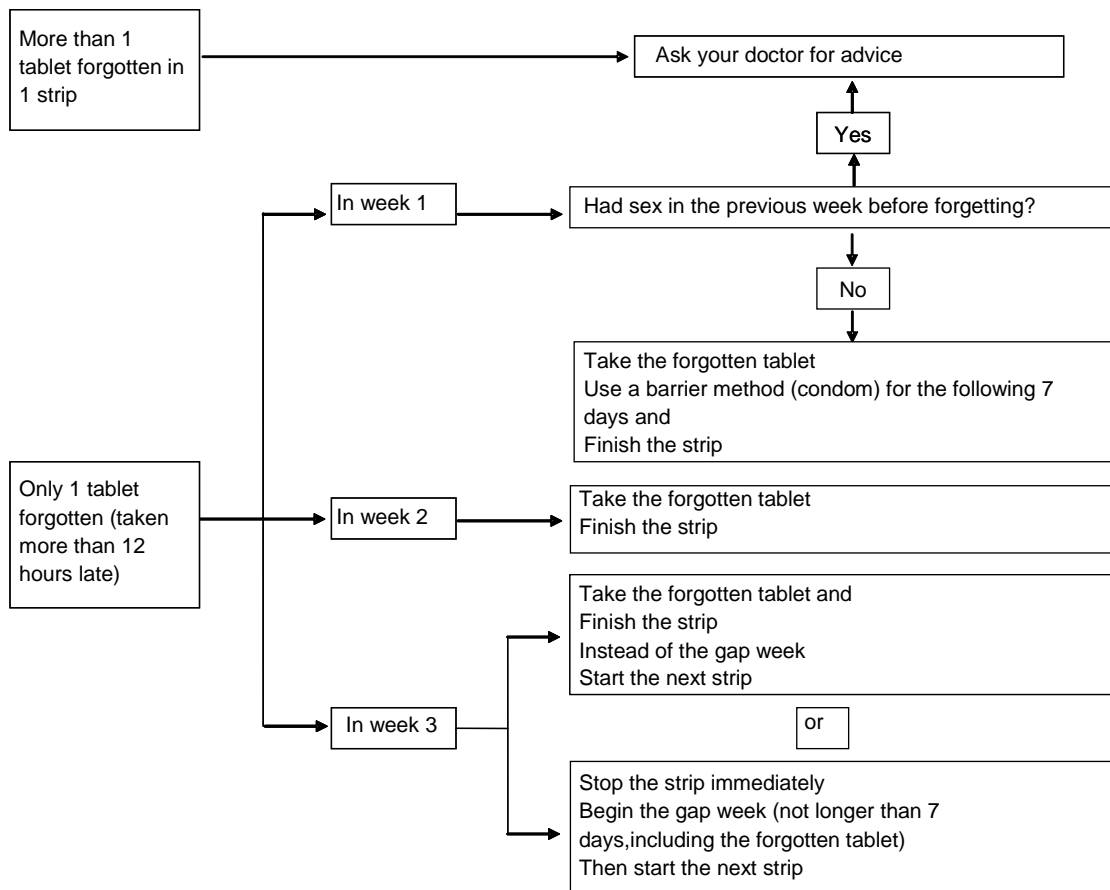 More than 1
tablet forgotten in
1 strip
Ask your doctor for advice
Yes
In week 1
Had sex in the previous week before forgetting?
No
Take the forgotten tablet
Use a barrier method (condom) for the following 7
days and
Finish the strip
Only 1 tablet
forgotten (taken
more than 12
hours late)
In week 2
Take the forgotten tablet
Finish the strip
Take the forgotten tablet and
Finish the strip
Instead of the gap week
Start the next strip
In week 3
or
Stop the strip immediately
Begin the gap week (not longer than 7
days,including the forgotten tablet)
Then start the next strip